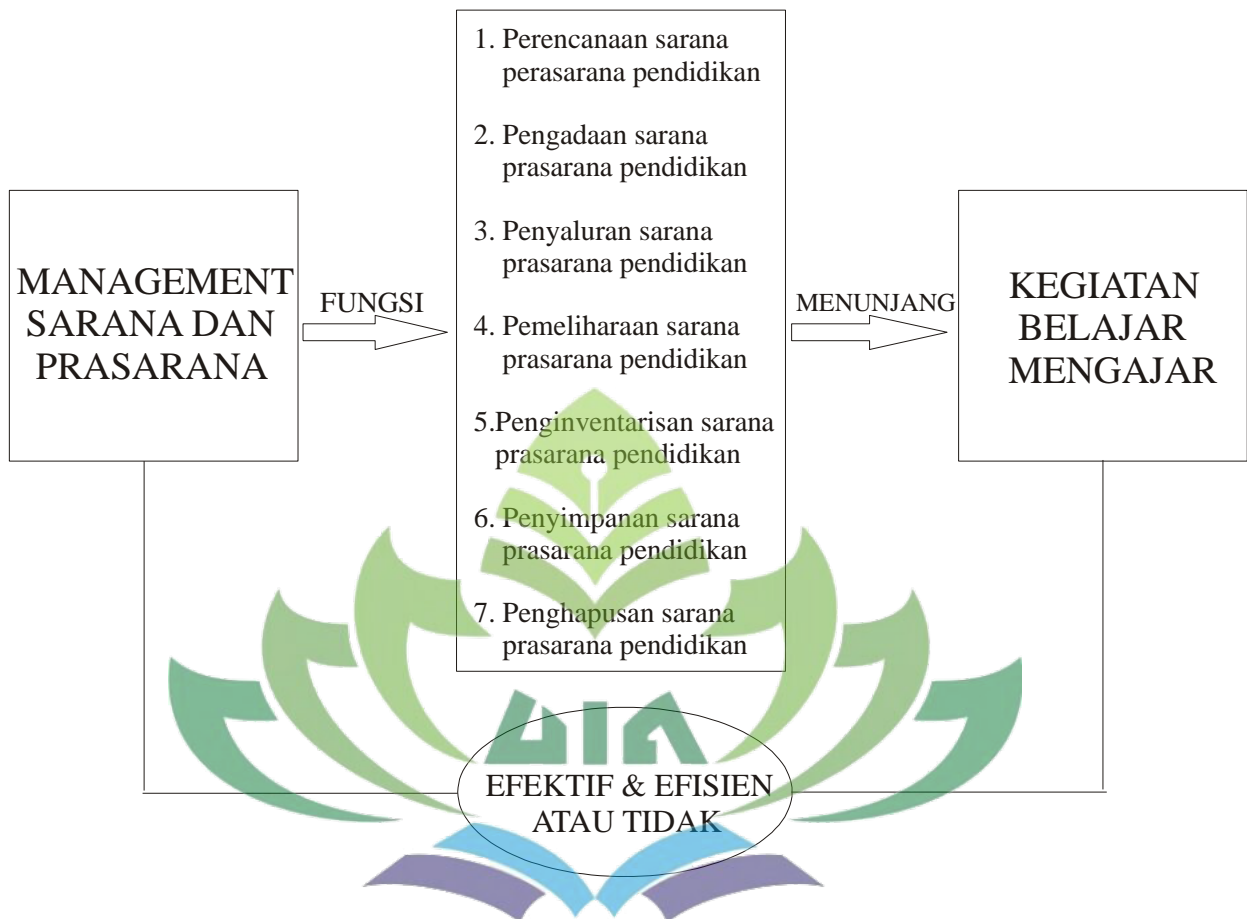 MANAGEMENT
SARANA DAN
PRASARANA
FUNGSI
1. Perencanaan sarana
perasarana pendidikan
2. Pengadaan sarana
prasarana pendidikan
3. Penyaluran sarana
prasarana pendidikan
4. Pemeliharaan sarana
prasarana pendidikan
5.Penginventarisan sarana
prasarana pendidikan
6. Penyimpanan sarana
prasarana pendidikan
7. Penghapusan sarana
prasarana pendidikan
MENUNJANG
KEGIATAN
BELAJAR
MENGAJAR
UIN
EFEKTIF & EFISIEN
ATAU TIDAK